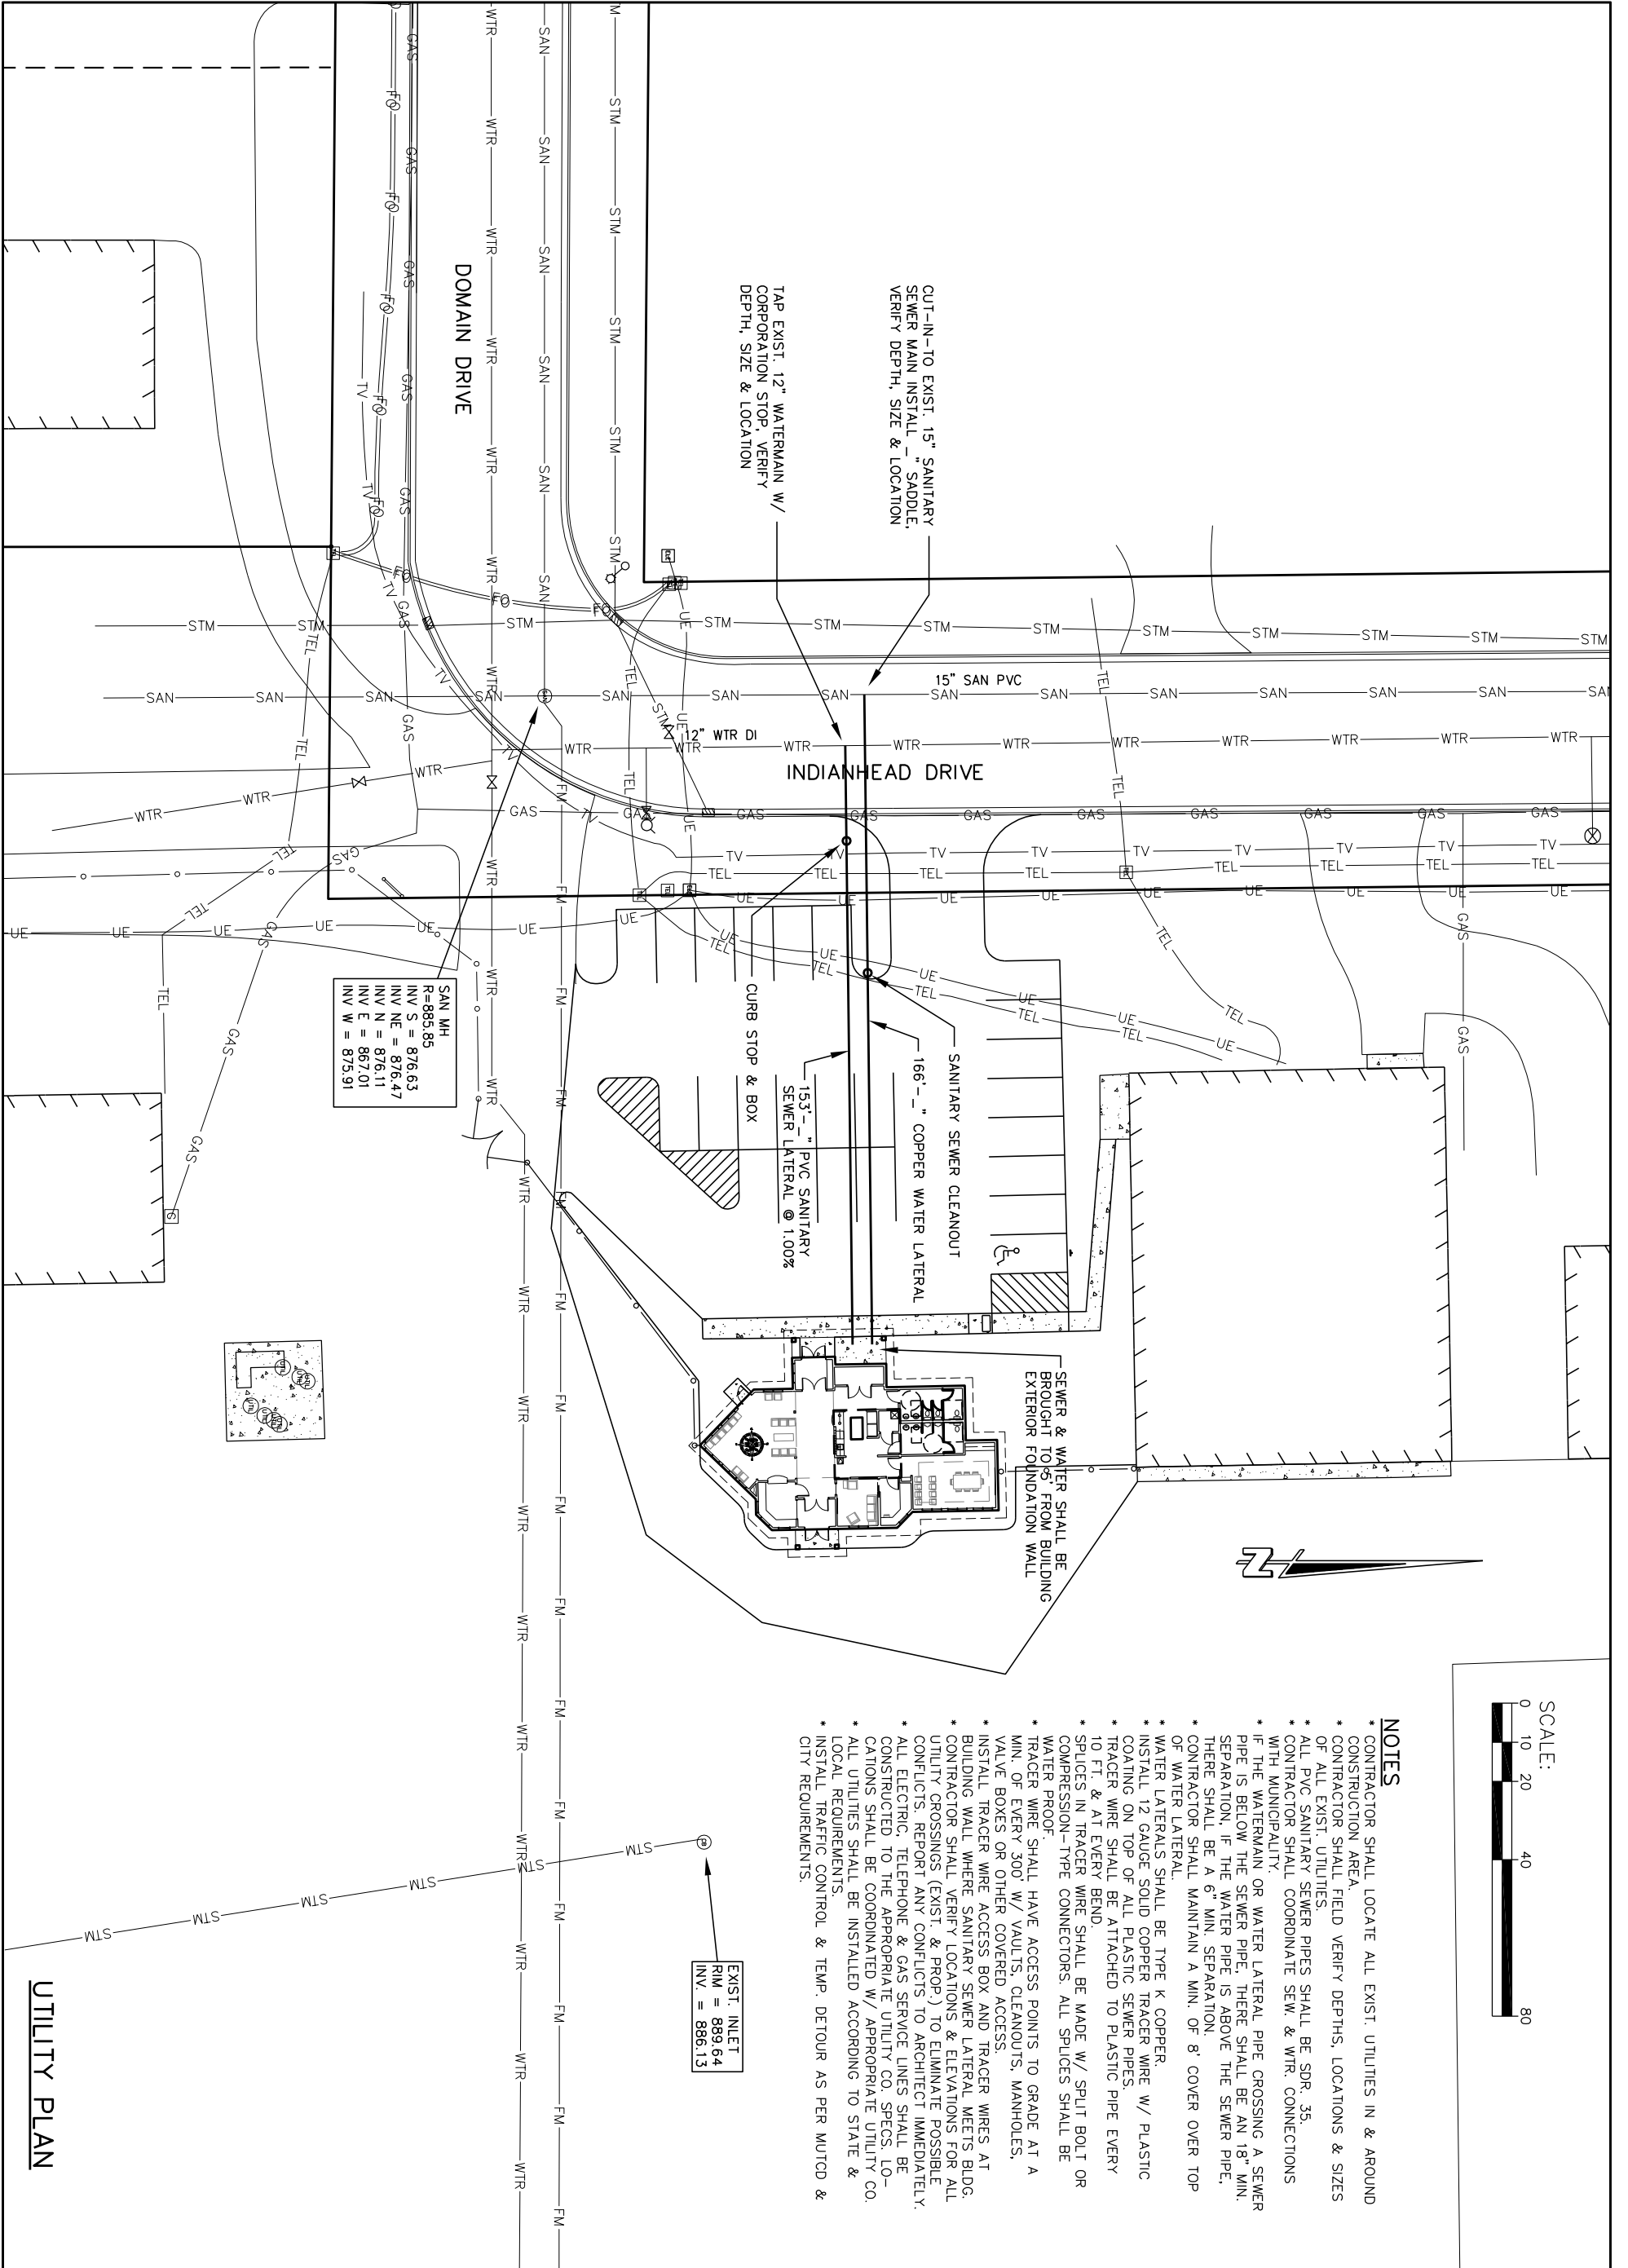 SCALE:
0 10 20 40 80
NOTES
* CONTRACTOR SHALL LOCATE ALL EXIST. UTILITIES IN & AROUND
CONSTRUCTION AREA.
* CONTRACTOR SHALL FIELD VERIFY DEPTHS, LOCATIONS & SIZES
OF ALL EXIST. UTILITIES.
* ALL PVC SANITARY SEWER PIPES SHALL BE SDR. 35.
* CONTRACTOR SHALL COORDINATE SEW. & WTR. CONNECTIONS
WITH MUNICIPALITY.
* IF THE WATERMAIN OR WATER LATERAL PIPE CROSSING A SEWER
PIPE IS BELOW THE SEWER PIPE, THERE SHALL BE AN 18" MIN.
SEPARATION, IF THE WATER PIPE IS ABOVE THE SEWER PIPE,
THERE SHALL BE A 6" MIN. SEPARATION.
* CONTRACTOR SHALL MAINTAIN A MIN. OF 8' COVER OVER TOP
OF WATER LATERAL.
* WATER LATERALS SHALL BE TYPE K COPPER.
* INSTALL 12 GAUGE SOLID COPPER TRACER WIRE W/ PLASTIC
COATING ON TOP OF ALL PLASTIC SEWER PIPES.
* TRACER WIRE SHALL BE ATTACHED TO PLASTIC PIPE EVERY
10 FT. & AT EVERY BEND.
* SPLICES IN TRACER WIRE SHALL BE MADE W/ SPLIT BOLT OR
COMPRESSION-TYPE CONNECTORS. ALL SPLICES SHALL BE
WATER PROOF.
* TRACER WIRE SHALL HAVE ACCESS POINTS TO GRADE AT A
MIN. OF EVERY 300' W/ VAULTS, CLEANOUTS, MANHOLES,
VALVE BOXES OR OTHER COVERED ACCESS.
* INSTALL TRACER WIRE ACCESS BOX AND TRACER WIRES AT
BUILDING WALL WHERE SANITARY SEWER LATERAL MEETS BLDG.
* CONTRACTOR SHALL VERIFY LOCATIONS & ELEVATIONS FOR ALL
UTILITY CROSSINGS (EXIST. & PROP.) TO ELIMINATE POSSIBLE
CONFLICTS. REPORT ANY CONFLICTS TO ARCHITECT IMMEDIATELY.
* ALL ELECTRIC, TELEPHONE & GAS SERVICE LINES SHALL BE
CONSTRUCTED TO THE APPROPRIATE UTILITY CO. SPECS. LO-
CATIONS SHALL BE COORDINATED W/ APPROPRIATE UTILITY CO.
* ALL UTILITIES SHALL BE INSTALLED ACCORDING TO STATE &
LOCAL REQUIREMENTS.
* INSTALL TRAFFIC CONTROL & TEMP. DETOUR AS PER MUTCD &
CITY REQUIREMENTS.
N
CUT-IN-TO EXIST. 15" SANITARY
SEWER MAIN INSTALL _" SADDLE,
VERIFY DEPTH, SIZE & LOCATION
TAP EXIST. 12" WATERMAIN W/
CORPORATION STOP, VERIFY
DEPTH, SIZE & LOCATION
15" SAN PVC
12" WTR DI
INDIANHEAD DRIVE
DOMAIN DRIVE
SEWER & WATER SHALL BE
BROUGHT TO 5' FROM BUILDING
EXTERIOR FOUNDATION WALL
SANITARY SEWER CLEANOUT
166'-_" COPPER WATER LATERAL
153'-_" PVC SANITARY
SEWER LATERAL @ 1.00%
CURB STOP & BOX
SAN MH
R=885.85
INV S = 876.63
INV NE = 876.47
INV N = 876.11
INV E = 867.01
INV W = 875.91
EXIST. INLET
RIM = 889.64
INV. = 886.13
STM
SAN
WTR
GAS
FO
TV
TEL
UE
FM
UTILITY PLAN